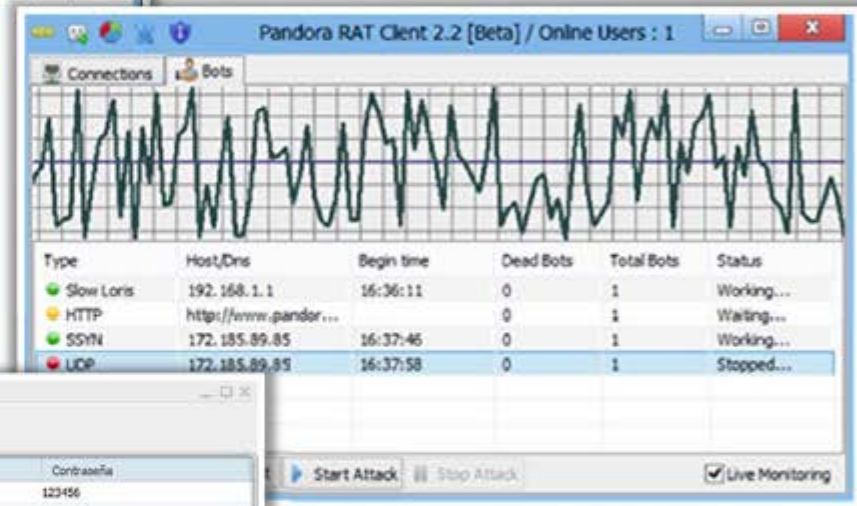 Pandora RAT Client 2.2 [Beta] / Online Users : 1
Connections Bots
Type Host/Dns Begin time Dead Bots Total Bots Status
Slow Loris 192.168.1.1 16:36:11 0 1 Working...
HTTP http://www.pandor... 0 1 Waiting...
SSYN 172.185.89.85 16:37:46 0 1 Working...
UDP 172.185.89.85 16:37:58 0 1 Stopped...
Start Attack Stop Attack Live Monitoring
Contraseña
123456